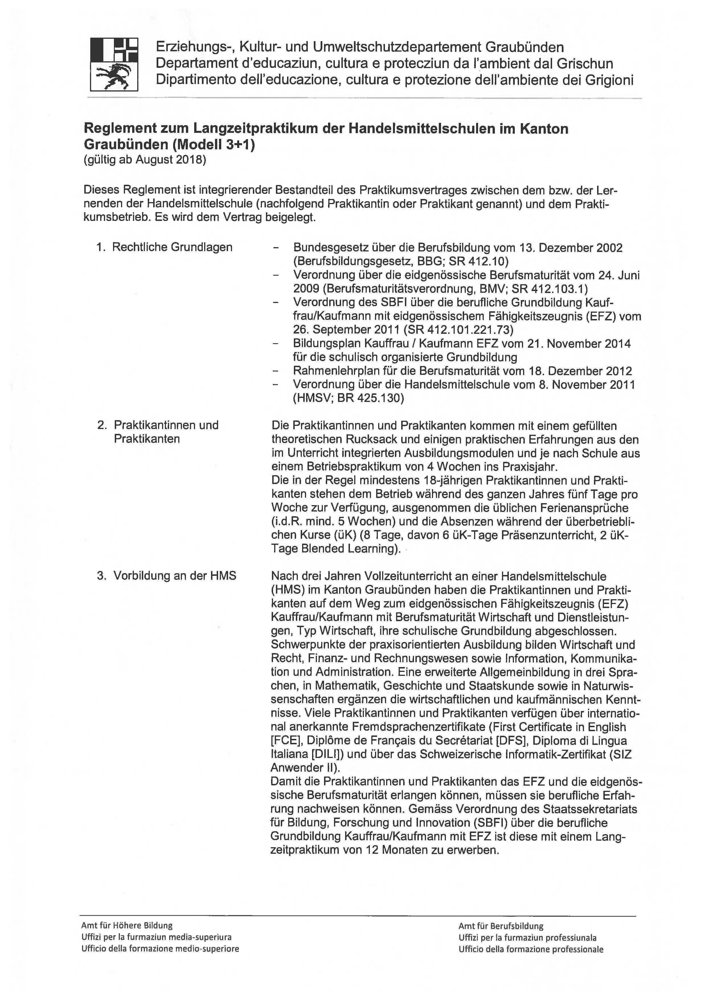 Erziehungs-, Kultur- und Umweltschutzdepartement Graubünden
Departament d'educaziun, cultura e protecziun da l'ambient dal Grischun
Dipartimento dell'educazione, cultura e protezione dell'ambiente dei Grigioni
Reglement zum Langzeitpraktikum der Handelsmittelschulen im Kanton
Graubünden (Modell 3+1)
(gültig ab August 2018)
Dieses Reglement ist integrierender Bestandteil des Praktikumsvertrages zwischen dem bzw. der Ler-
nenden der Handelsmittelschule (nachfolgend Praktikantin oder Praktikant genannt) und dem Prakti-
kumsbetrieb. Es wird dem Vertrag beigelegt.
1. Rechtliche Grundlagen
– Bundesgesetz über die Berufsbildung vom 13. Dezember 2002
(Berufsbildungsgesetz, BBG; SR 412.10)
– Verordnung über die eidgenössische Berufsmaturität vom 24. Juni
2009 (Berufsmaturitätsverordnung, BMV; SR 412.103.1)
– Verordnung des SBFI über die berufliche Grundbildung Kauf-
frau/Kaufmann mit eidgenössischem Fähigkeitszeugnis (EFZ) vom
26. September 2011 (SR 412.101.221.73)
– Bildungsplan Kauffrau / Kaufmann EFZ vom 21. November 2014
für die schulisch organisierte Grundbildung
– Rahmenlehrplan für die Berufsmaturität vom 18. Dezember 2012
– Verordnung über die Handelsmittelschule vom 8. November 2011
(HMSV; BR 425.130)
2. Praktikantinnen und
Praktikanten
Die Praktikantinnen und Praktikanten kommen mit einem gefüllten
theoretischen Rucksack und einigen praktischen Erfahrungen aus den
im Unterricht integrierten Ausbildungsmodulen und je nach Schule aus
einem Betriebspraktikum von 4 Wochen ins Praxisjahr.
Die in der Regel mindestens 18-jährigen Praktikantinnen und Prakti-
kanten stehen dem Betrieb während des ganzen Jahres fünf Tage pro
Woche zur Verfügung, ausgenommen die üblichen Ferienansprüche
(i.d.R. mind. 5 Wochen) und die Absenzen während der überbetriebli-
chen Kurse (üK) (8 Tage, davon 6 üK-Tage Präsenzunterricht, 2 üK-
Tage Blended Learning).
3. Vorbildung an der HMS
Nach drei Jahren Vollzeitunterricht an einer Handelsmittelschule
(HMS) im Kanton Graubünden haben die Praktikantinnen und Prakti-
kanten auf dem Weg zum eidgenössischen Fähigkeitszeugnis (EFZ)
Kauffrau/Kaufmann mit Berufsmaturität Wirtschaft und Dienstleistun-
gen, Typ Wirtschaft, ihre schulische Grundbildung abgeschlossen.
Schwerpunkte der praxisorientierten Ausbildung bilden Wirtschaft und
Recht, Finanz- und Rechnungswesen sowie Information, Kommunika-
tion und Administration. Eine erweiterte Allgemeinbildung in drei Spra-
chen, in Mathematik, Geschichte und Staatskunde sowie in Naturwis-
senschaften ergänzen die wirtschaftlichen und kaufmännischen Kennt-
nisse. Viele Praktikantinnen und Praktikanten verfügen über internatio-
nal anerkannte Fremdsprachenzertifikate (First Certificate in English
[FCE], Diplôme de Français du Secrétariat [DFS], Diploma di Lingua
Italiana [DILI]) und über das Schweizerische Informatik-Zertifikat (SIZ
Anwender II).
Damit die Praktikantinnen und Praktikanten das EFZ und die eidgenös-
sische Berufsmaturität erlangen können, müssen sie berufliche Erfah-
rung nachweisen können. Gemäss Verordnung des Staatssekretariats
für Bildung, Forschung und Innovation (SBFI) über die berufliche
Grundbildung Kauffrau/Kaufmann mit EFZ ist diese mit einem Lang-
zeitpraktikum von 12 Monaten zu erwerben.
Amt für Höhere Bildung
Uffizi per la furmaziun media-superiura
Ufficio della formazione medio-superiore
Amt für Berufsbildung
Uffizi per la furmaziun professiunala
Ufficio della formazione professionale